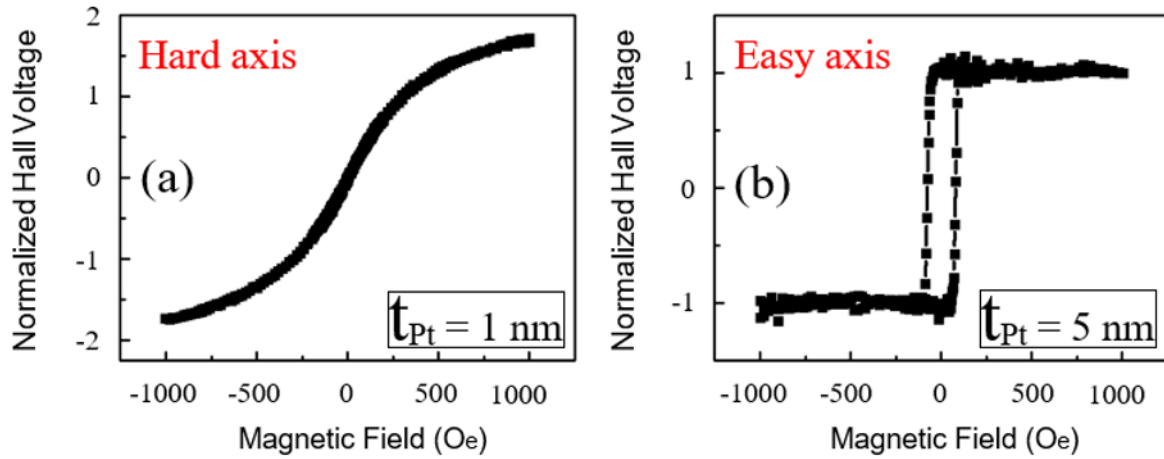 Normalized Hall Voltage
2
1
0
-1
-2
Hard axis
(a)
tPt = 1 nm
-1000 -500 0 500 1000
Magnetic Field (Oe)
Normalized Hall Voltage
1
0
-1
Easy axis
(b)
tPt = 5 nm
-1000 -500 0 500 1000
Magnetic Field (Oe)